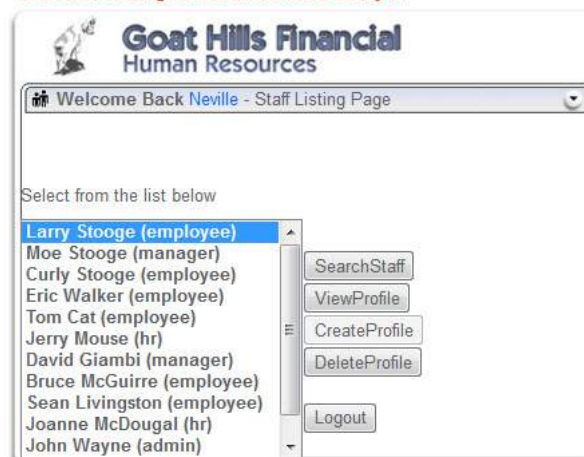 Goat Hills Financial
Human Resources
Welcome Back Neville - Staff Listing Page
Select from the list below
Larry Stooge (employee)
Moe Stooge (manager)
Curly Stooge (employee)
Eric Walker (employee)
Tom Cat (employee)
Jerry Mouse (hr)
David Giambi (manager)
Bruce McGuirre (employee)
Sean Livingston (employee)
Joanne McDougal (hr)
John Wayne (admin)
SearchStaff
ViewProfile
CreateProfile
DeleteProfile
Logout